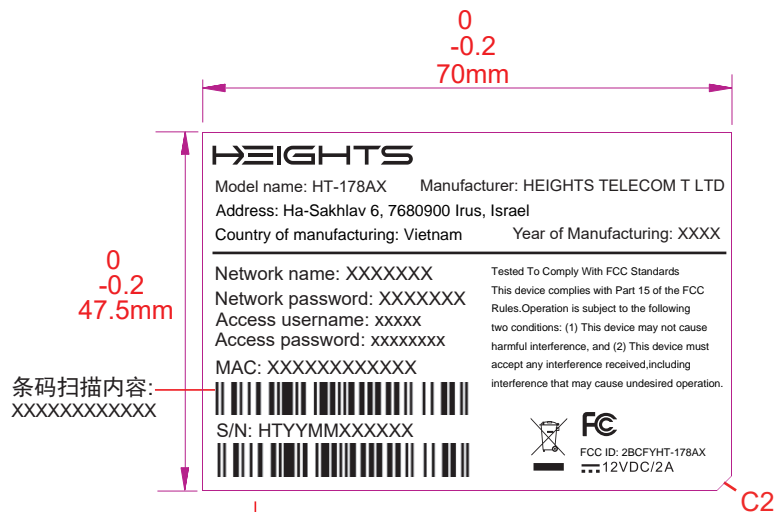 0
-0.2
70mm
HEIGHTS
Model name: HT-178AX Manufacturer: HEIGHTS TELECOM T LTD
Address: Ha-Sakhlav 6, 7680900 Irus, Israel
Country of manufacturing: Vietnam Year of Manufacturing: XXXX
0
-0.2
47.5mm
Network name: XXXXXXX
Network password: XXXXXXX
Access username: xxxxx
Access password: xxxxxxxx
MAC: XXXXXXXXXXXX
条码扫描内容:
XXXXXXXXXXXX
S/N: HTYYMMXXXXXX
Tested To Comply With FCC Standards
This device complies with Part 15 of the FCC
Rules.Operation is subject to the following
two conditions: (1) This device may not cause
harmful interference, and (2) This device must
accept any interference received,including
interference that may cause undesired operation.
FC
FCC ID: 2BCFYHT-178AX
12VDC/2A
C2